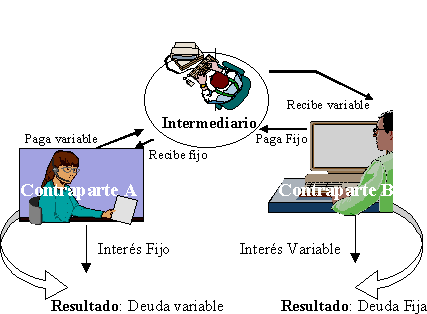 Recibe variable
Intermediario
Paga variable
Paga Fijo
Recibe fijo
Contraparte A
Contraparte B
Interés Fijo
Interés Variable
Resultado: Deuda variable
Resultado: Deuda Fija